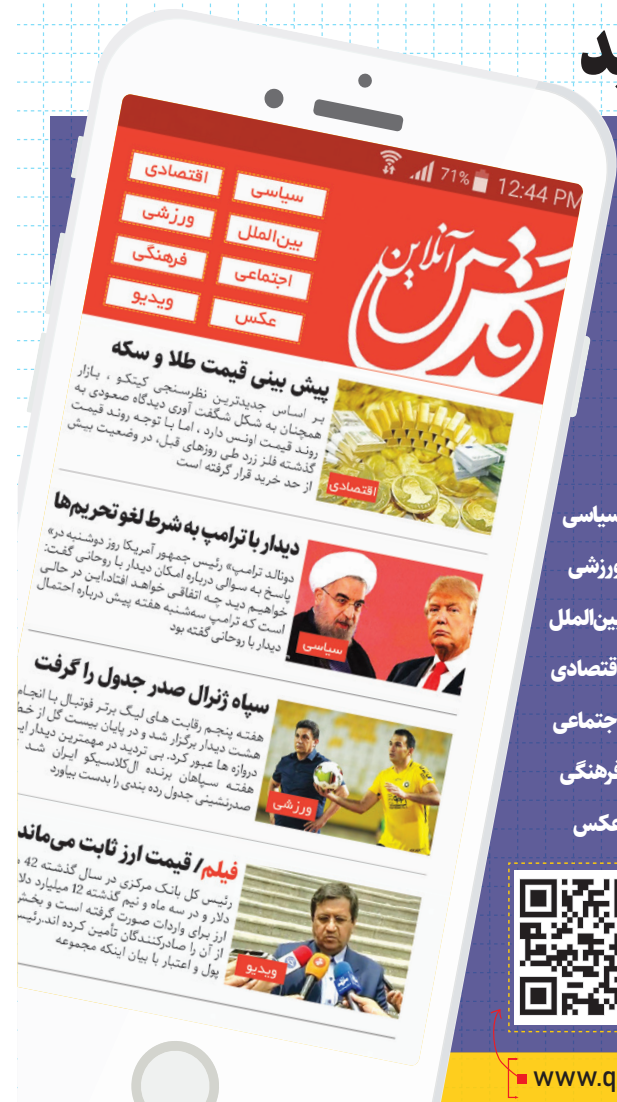 71% 12:44 PM
قدس آنلاین
سیاسی
اقتصادی
بین‌الملل
ورزشی
اجتماعی
فرهنگی
عکس
ویدیو
پیش بینی قیمت طلا و سکه
بر اساس جدیدترین نظرسنجی کیتکو ، بازار
همچنان به شکل شگفت آوری دیدگاه صعودی به
روند قیمت اونس دارد ، اما با توجه روند قیمت
گذشته فلز زرد طی روزهای قبل، در وضعیت بیش
از حد خرید قرار گرفته است
اقتصادی
دیدار با ترامپ به شرط لغو تحریم‌ها
دونالد ترامپ» رئیس جمهور آمریکا روز دوشنبه در»
پاسخ به سوالی درباره امکان دیدار با روحانی گفت:
خواهیم دید چه اتفاقی خواهد افتاد.این در حالی
است که ترامپ سه‌شنبه هفته پیش درباره احتمال
دیدار با روحانی گفته بود
سیاسی
سپاه ژنرال صدر جدول را گرفت
هفته پنجم رقابت های لیگ برتر فوتبال با انجام
هشت دیدار برگزار شد و در پایان بیست گل از خط
دروازه ها عبور کرد. بی تردید در مهمترین دیدار
هفته سپاهان برنده ال‌کلاسیکو ایران شد
صدرنشینی جدول رده بندی را بدست بیاورد
ورزشی
فیلم/ قیمت ارز ثابت می‌ماند
رئیس کل بانک مرکزی در سال گذشته 42
دلار و در سه ماه و نیم گذشته 12 میلیارد
ارز برای واردات صورت گرفته است و بخش
از آن را صادرکنندگان تأمین کرده اند.رئیس
پول و اعتبار با بیان اینکه مجموعه
ویدیو
سیاسی
ورزشی
بین‌الملل
اقتصادی
اجتماعی
فرهنگی
عکس
www.q